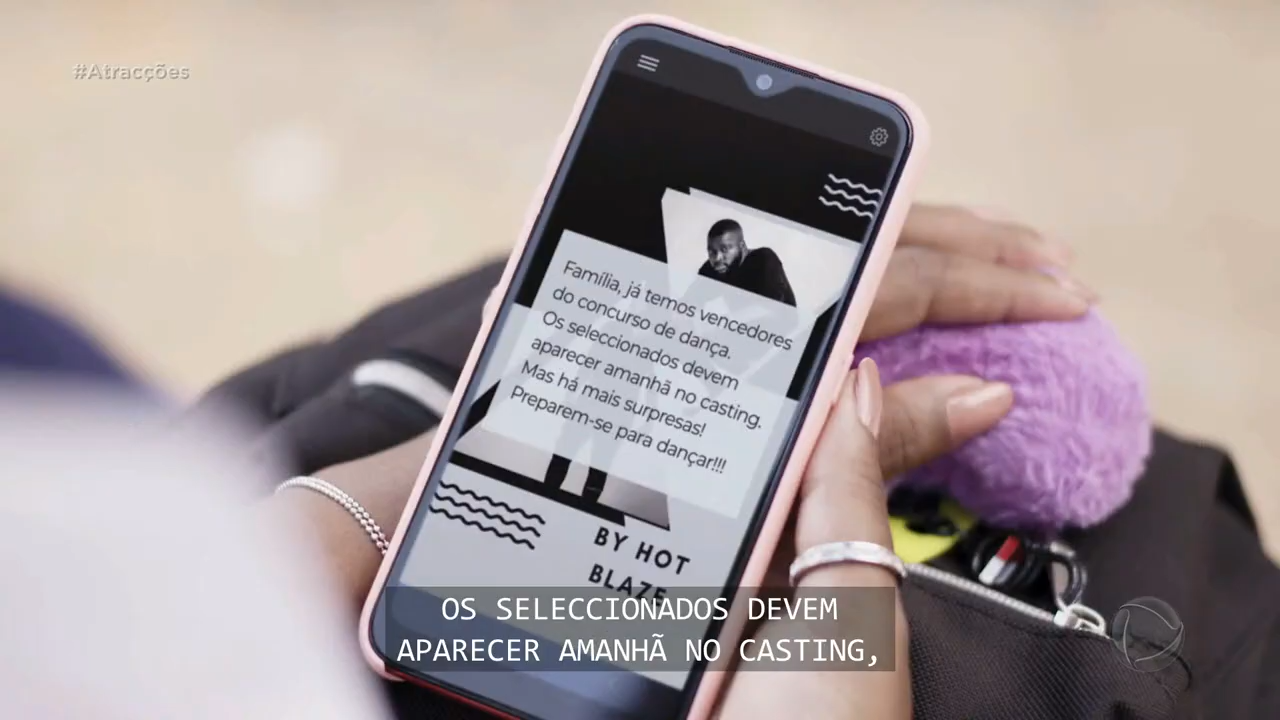 #Atracções
Família, já temos vencedores
do concurso de dança.
Os seleccionados devem
aparecer amanhã no casting.
Mas há mais surpresas!
Preparem-se para dançar!!!
BY HOT
BLAZE
OS SELECCIONADOS DEVEM
APARECER AMANHÃ NO CASTING,